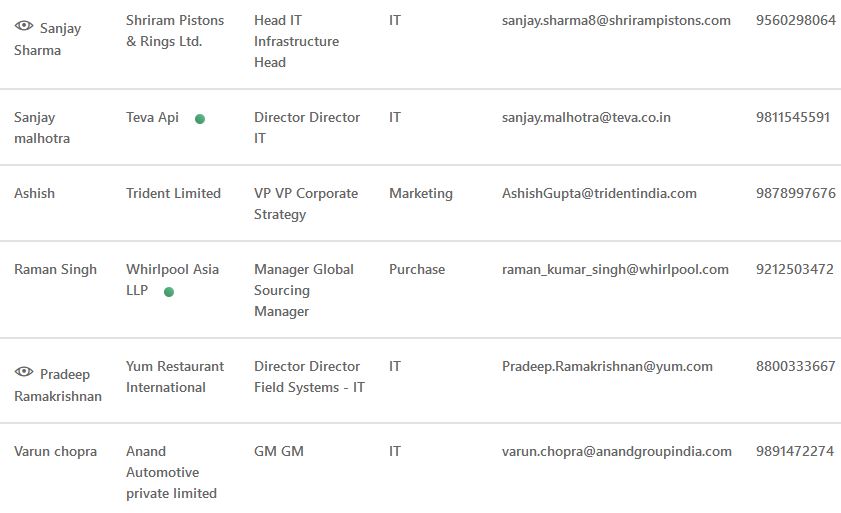 Sanjay Sharma
Shriram Pistons & Rings Ltd.
Head IT Infrastructure Head
IT
sanjay.sharma8@shrirampistons.com
9560298064
Sanjay malhotra
Teva Api
Director Director IT
IT
sanjay.malhotra@teva.co.in
9811545591
Ashish
Trident Limited
VP VP Corporate Strategy
Marketing
AshishGupta@tridentindia.com
9878997676
Raman Singh
Whirlpool Asia LLP
Manager Global Sourcing Manager
Purchase
raman_kumar_singh@whirlpool.com
9212503472
Pradeep Ramakrishnan
Yum Restaurant International
Director Director Field Systems - IT
IT
Pradeep.Ramakrishnan@yum.com
8800333667
Varun chopra
Anand Automotive private limited
GM GM
IT
varun.chopra@anandgroupindia.com
9891472274